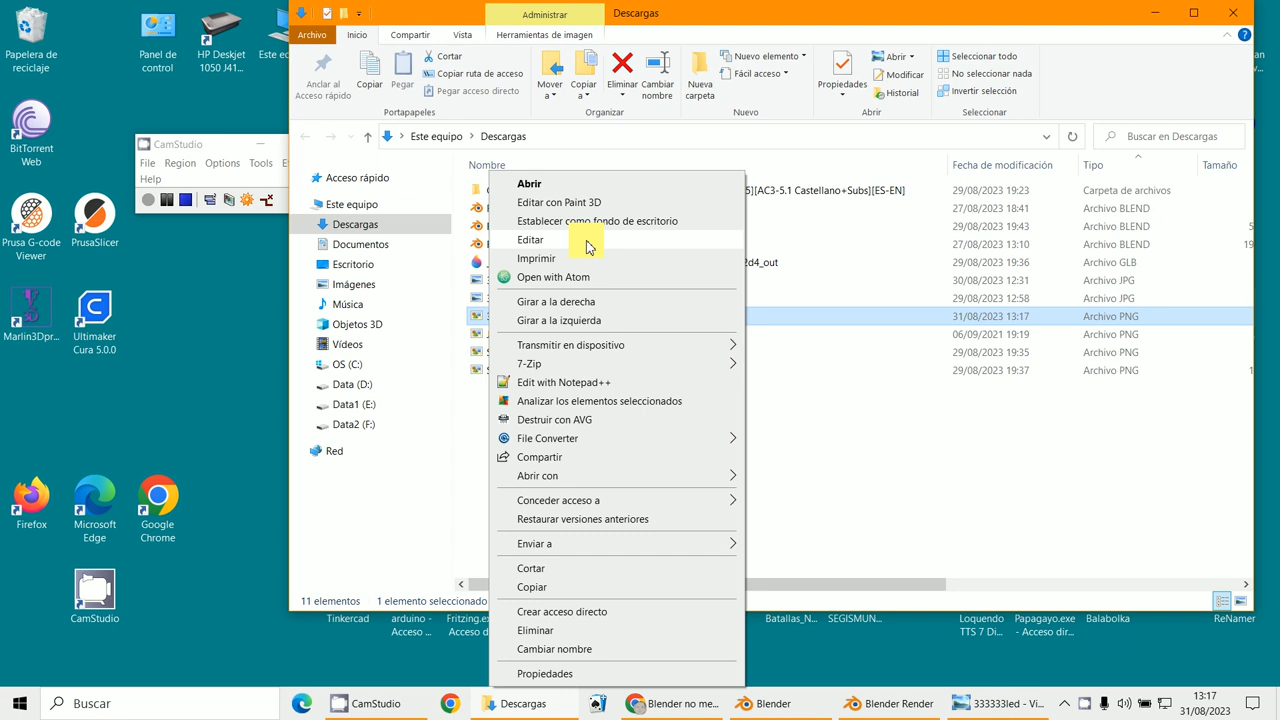 Administrar
Descargas
Archivo
Inicio
Compartir
Vista
Herramientas de imagen
Anclar al
Acceso rápido
Copiar
Pegar
Cortar
Copiar ruta de acceso
Pegar acceso directo
Portapapeles
Mover
a
Copiar
a
Eliminar
Cambiar
nombre
Organizar
Nueva
carpeta
Nuevo elemento
Fácil acceso
Nuevo
Propiedades
Abrir
Modificar
Historial
Abrir
Seleccionar todo
No seleccionar nada
Invertir selección
Seleccionar
Este equipo
Descargas
Buscar en Descargas
Papelera de
reciclaje
Panel de
control
HP Deskjet
1050 J41...
BitTorrent
Web
Prusa G-code
Viewer
PrusaSlicer
Marlin3Dpr...
Ultimaker
Cura 5.0.0
Firefox
Microsoft
Edge
Google
Chrome
CamStudio
CamStudio
File
Region
Options
Tools
Help
Acceso rápido
Este equipo
Descargas
Documentos
Escritorio
Imágenes
Música
Objetos 3D
Vídeos
OS (C:)
Data (D:)
Data1 (E:)
Data2 (F:)
Red
Nombre
Fecha de modificación
Tipo
Tamaño
5][AC3-5.1 Castellano+Subs][ES-EN]
29/08/2023 19:23
Carpeta de archivos
27/08/2023 18:41
Archivo BLEND
29/08/2023 19:43
Archivo BLEND
5
27/08/2023 13:10
Archivo BLEND
19
2d4_out
29/08/2023 19:36
Archivo GLB
30/08/2023 12:31
Archivo JPG
29/08/2023 12:58
Archivo JPG
31/08/2023 13:17
Archivo PNG
06/09/2021 19:19
Archivo PNG
29/08/2023 19:35
Archivo PNG
29/08/2023 19:37
Archivo PNG
1
Abrir
Editar con Paint 3D
Establecer como fondo de escritorio
Editar
Imprimir
Open with Atom
Girar a la derecha
Girar a la izquierda
Transmitir en dispositivo
7-Zip
Edit with Notepad++
Analizar los elementos seleccionados
Destruir con AVG
File Converter
Compartir
Abrir con
Conceder acceso a
Restaurar versiones anteriores
Enviar a
Cortar
Copiar
Crear acceso directo
Eliminar
Cambiar nombre
Propiedades
11 elementos
1 elemento seleccionado
Tinkercad
arduino -
Acceso ...
Fritzing.exe
Batallas_N...
SEGISMUN...
Loquendo
TTS 7 Di...
Papagayo.exe
- Acceso dir...
Balabolka
ReNamer
Buscar
CamStudio
Descargas
Blender no me...
Blender
Blender Render
333333led - Vi...
13:17
31/08/2023